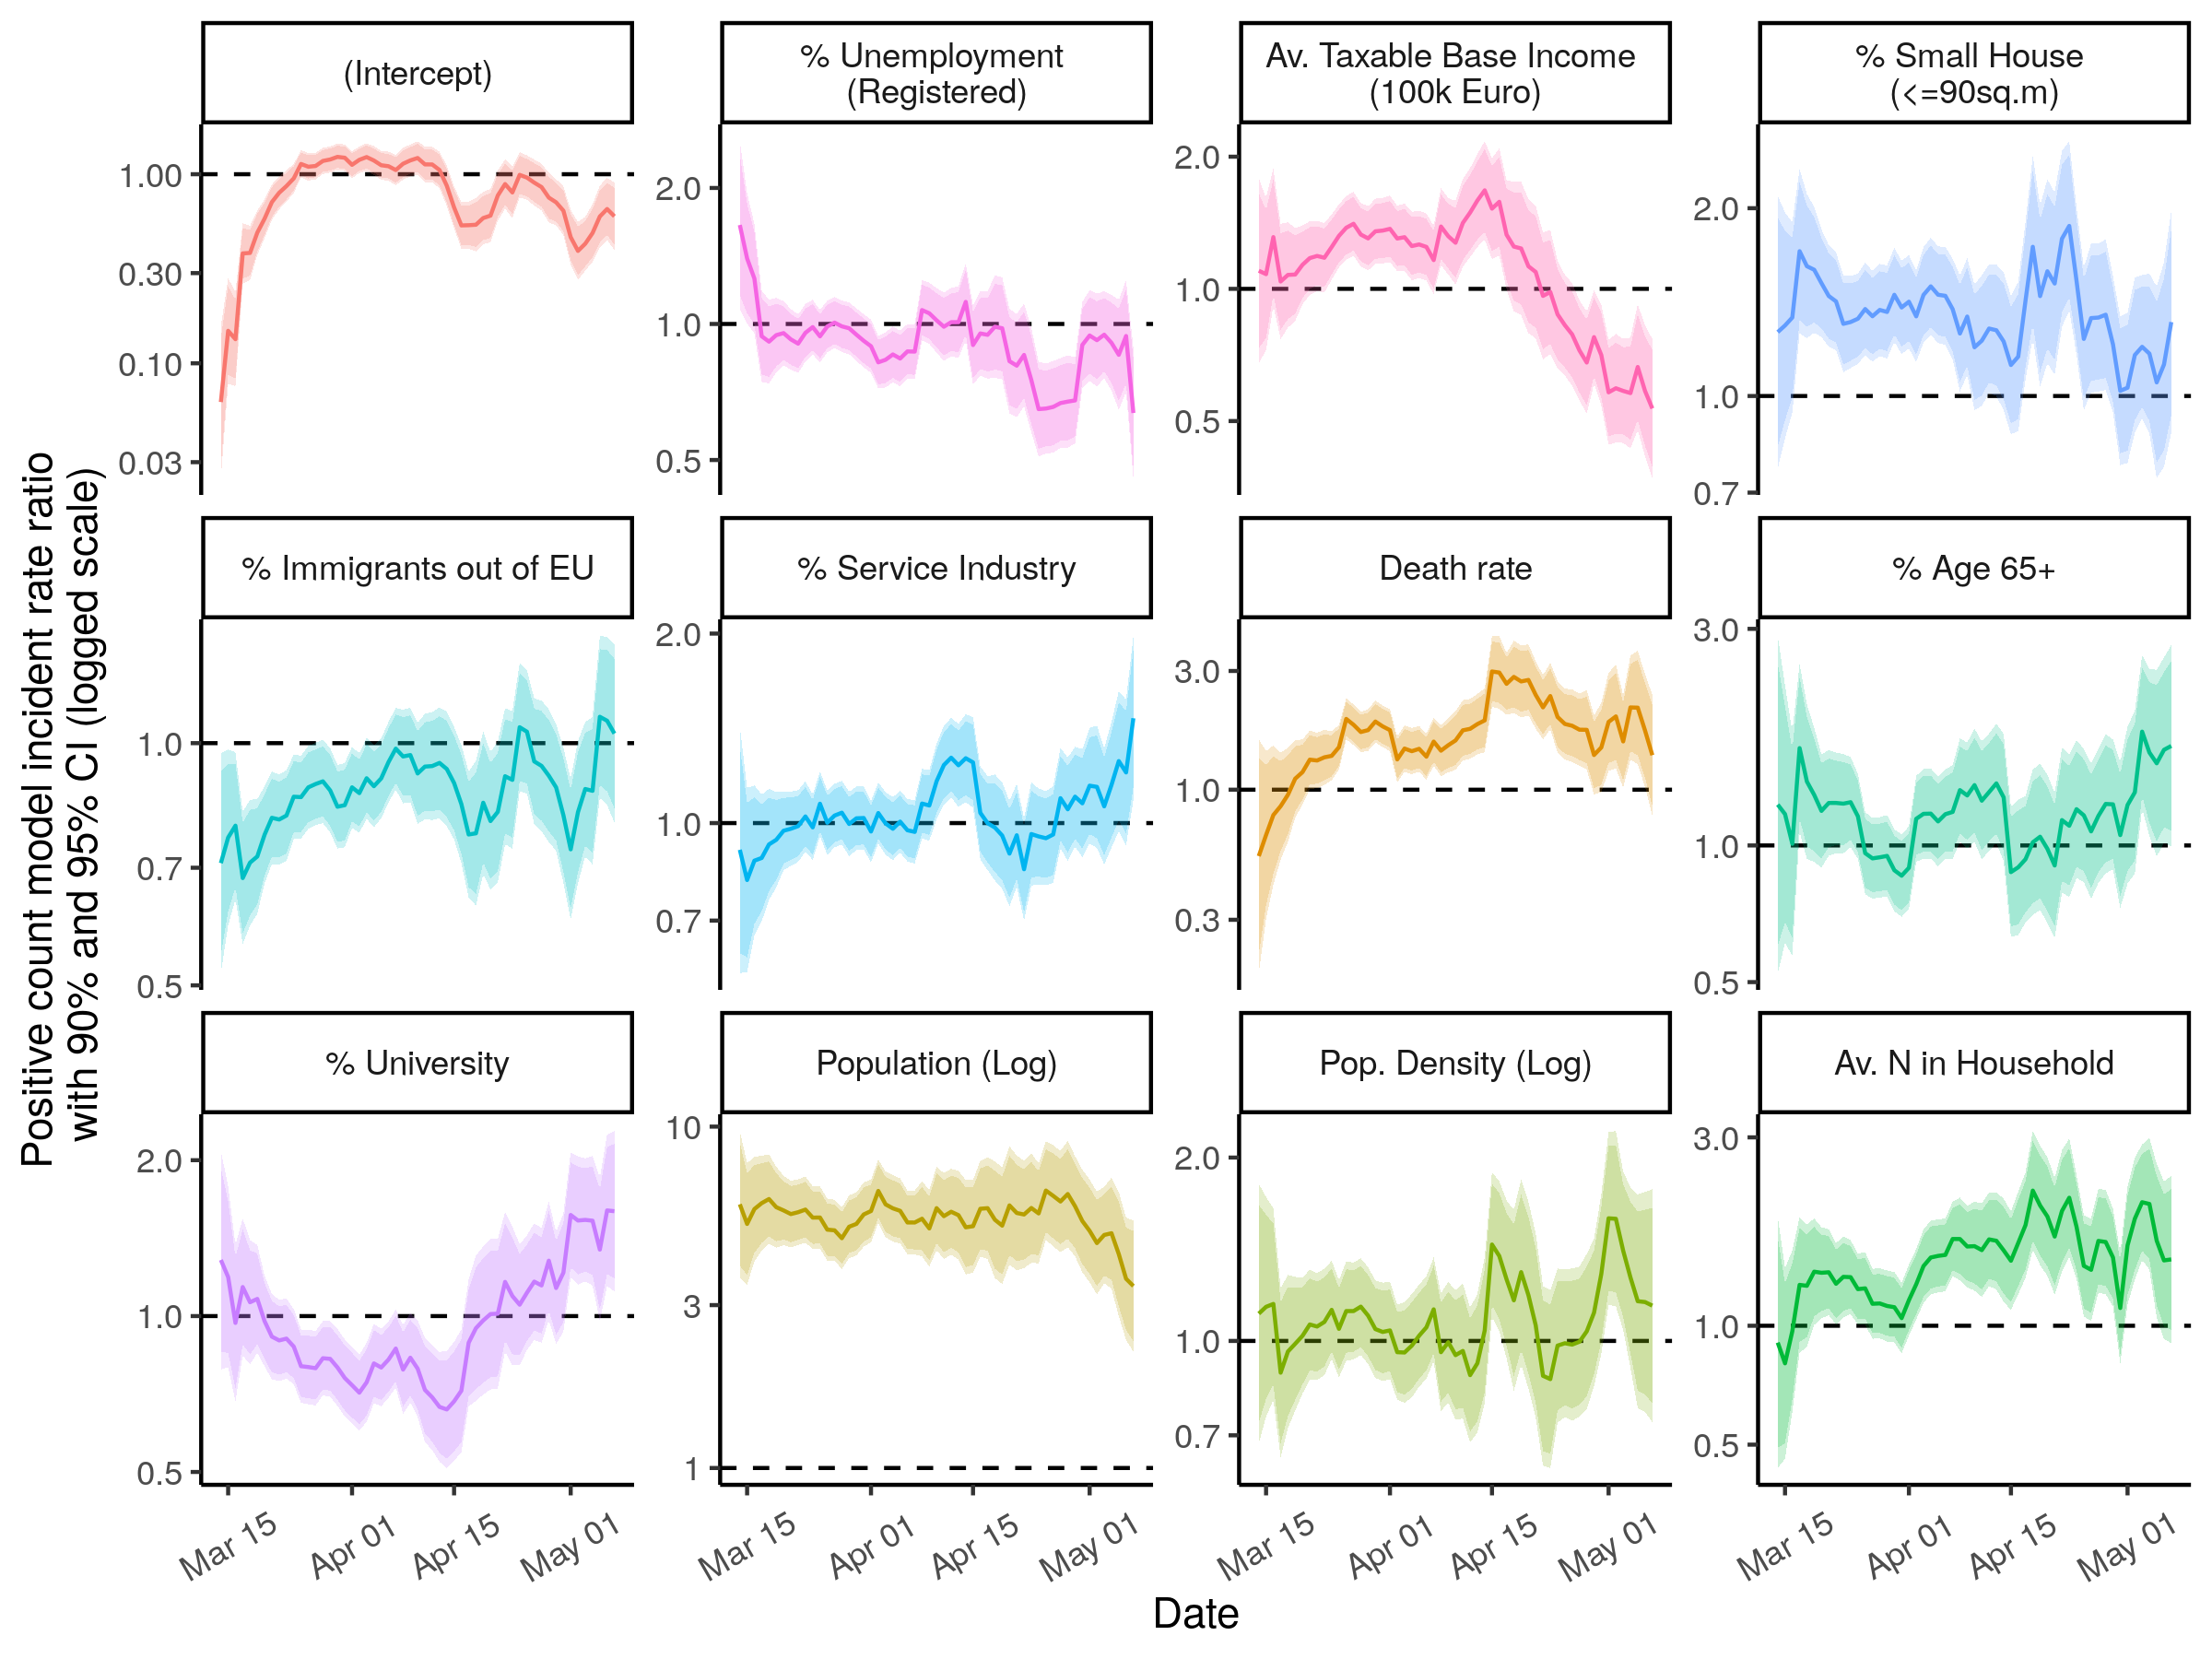 Positive count model incident rate ratio
with 90% and 95% CI (logged scale)
(Intercept)
1.00
0.30
0.10
0.03
% Unemployment
(Registered)
2.0
1.0
0.5
Av. Taxable Base Income
(100k Euro)
2.0
1.0
0.5
% Small House
(<=90sq.m)
2.0
1.0
0.7
% Immigrants out of EU
1.0
0.7
0.5
% Service Industry
2.0
1.0
0.7
Death rate
3.0
1.0
0.3
% Age 65+
3.0
1.0
0.5
% University
2.0
1.0
0.5
Mar 15
Apr 01
Apr 15
May 01
Population (Log)
10
3
1
Mar 15
Apr 01
Apr 15
May 01
Pop. Density (Log)
2.0
1.0
0.7
Mar 15
Apr 01
Apr 15
May 01
Av. N in Household
3.0
1.0
0.5
Mar 15
Apr 01
Apr 15
May 01
Date